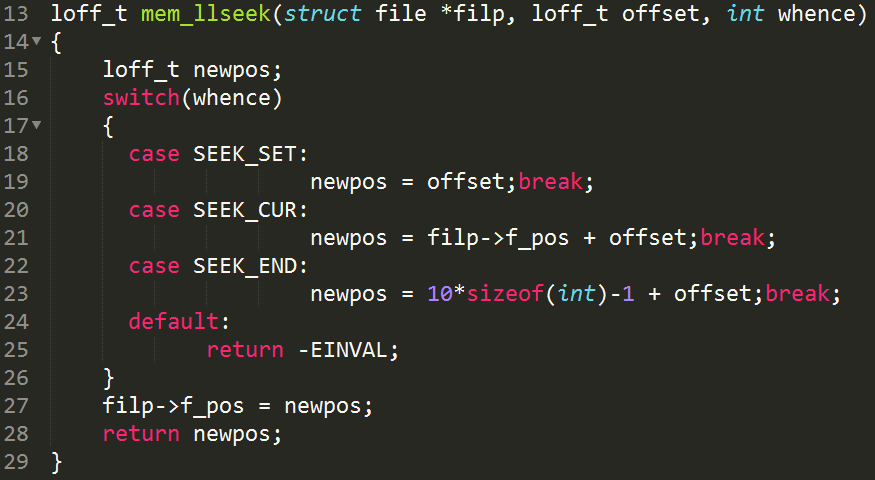 13 loff_t mem_llseek(struct file *filp, loff_t offset, int whence)
14 {
15     loff_t newpos;
16     switch(whence)
17     {
18       case SEEK_SET:
19                     newpos = offset;break;
20       case SEEK_CUR:
21                     newpos = filp->f_pos + offset;break;
22       case SEEK_END:
23                     newpos = 10*sizeof(int)-1 + offset;break;
24       default:
25             return -EINVAL;
26     }
27     filp->f_pos = newpos;
28     return newpos;
29 }